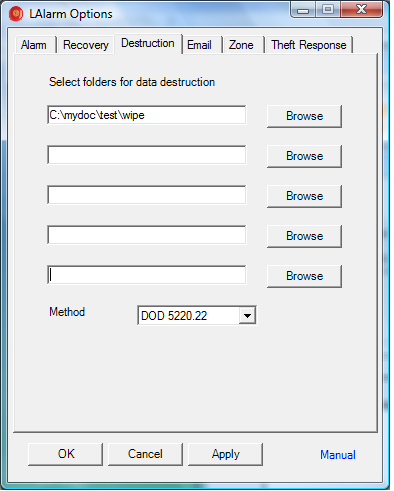 LAlarm Options
Alarm Recovery Destruction Email Zone Theft Response
Select folders for data destruction
C:\mydoc\test\wipe Browse
Browse
Browse
Browse
Browse
Method DOD 5220.22
OK Cancel Apply Manual